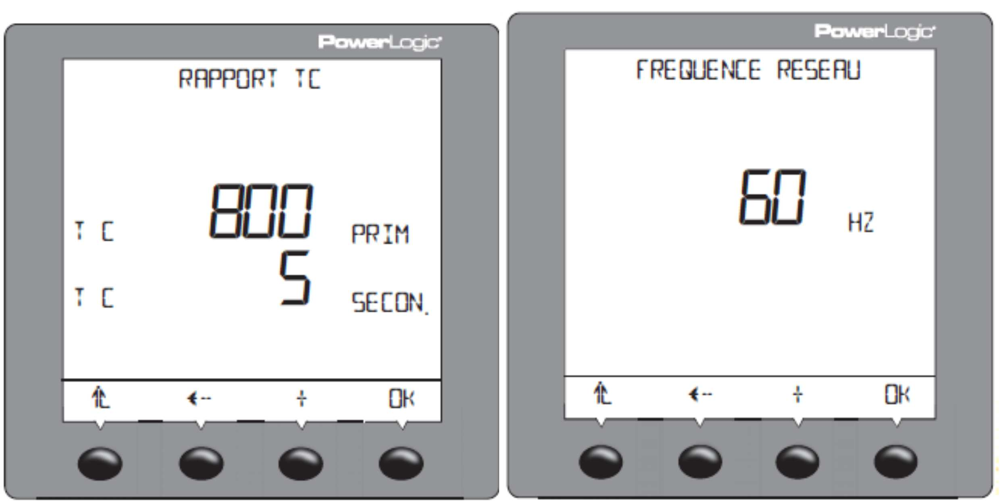 PowerLogic
RAPPORT TC
T C 800 PRIM
T C 5 SECON.
OK
PowerLogic
FREQUENCE RESEAU
60 HZ
OK